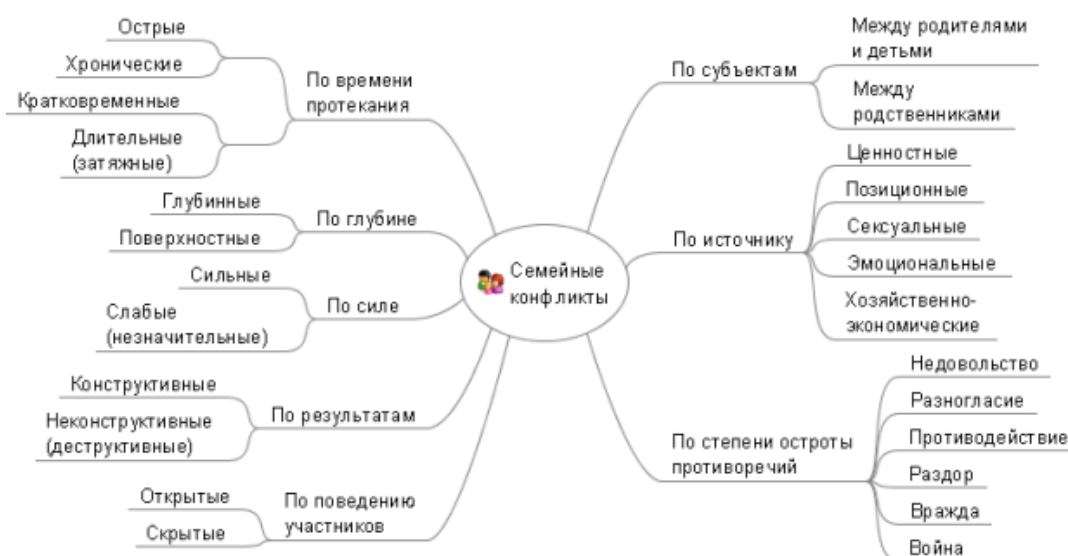 Семейные
конфликты
По времени
протекания
Острые
Хронические
Кратковременные
Длительные
(затяжные)
По глубине
Глубинные
Поверхностные
По силе
Сильные
Слабые
(незначительные)
По результатам
Конструктивные
Неконструктивные
(деструктивные)
По поведению
участников
Открытые
Скрытые
По субъектам
Между родителями
и детьми
Между
родственниками
По источнику
Ценностные
Позиционные
Сексуальные
Эмоциональные
Хозяйственно-
экономические
По степени остроты
противоречий
Недовольство
Разногласие
Противодействие
Раздор
Вражда
Война